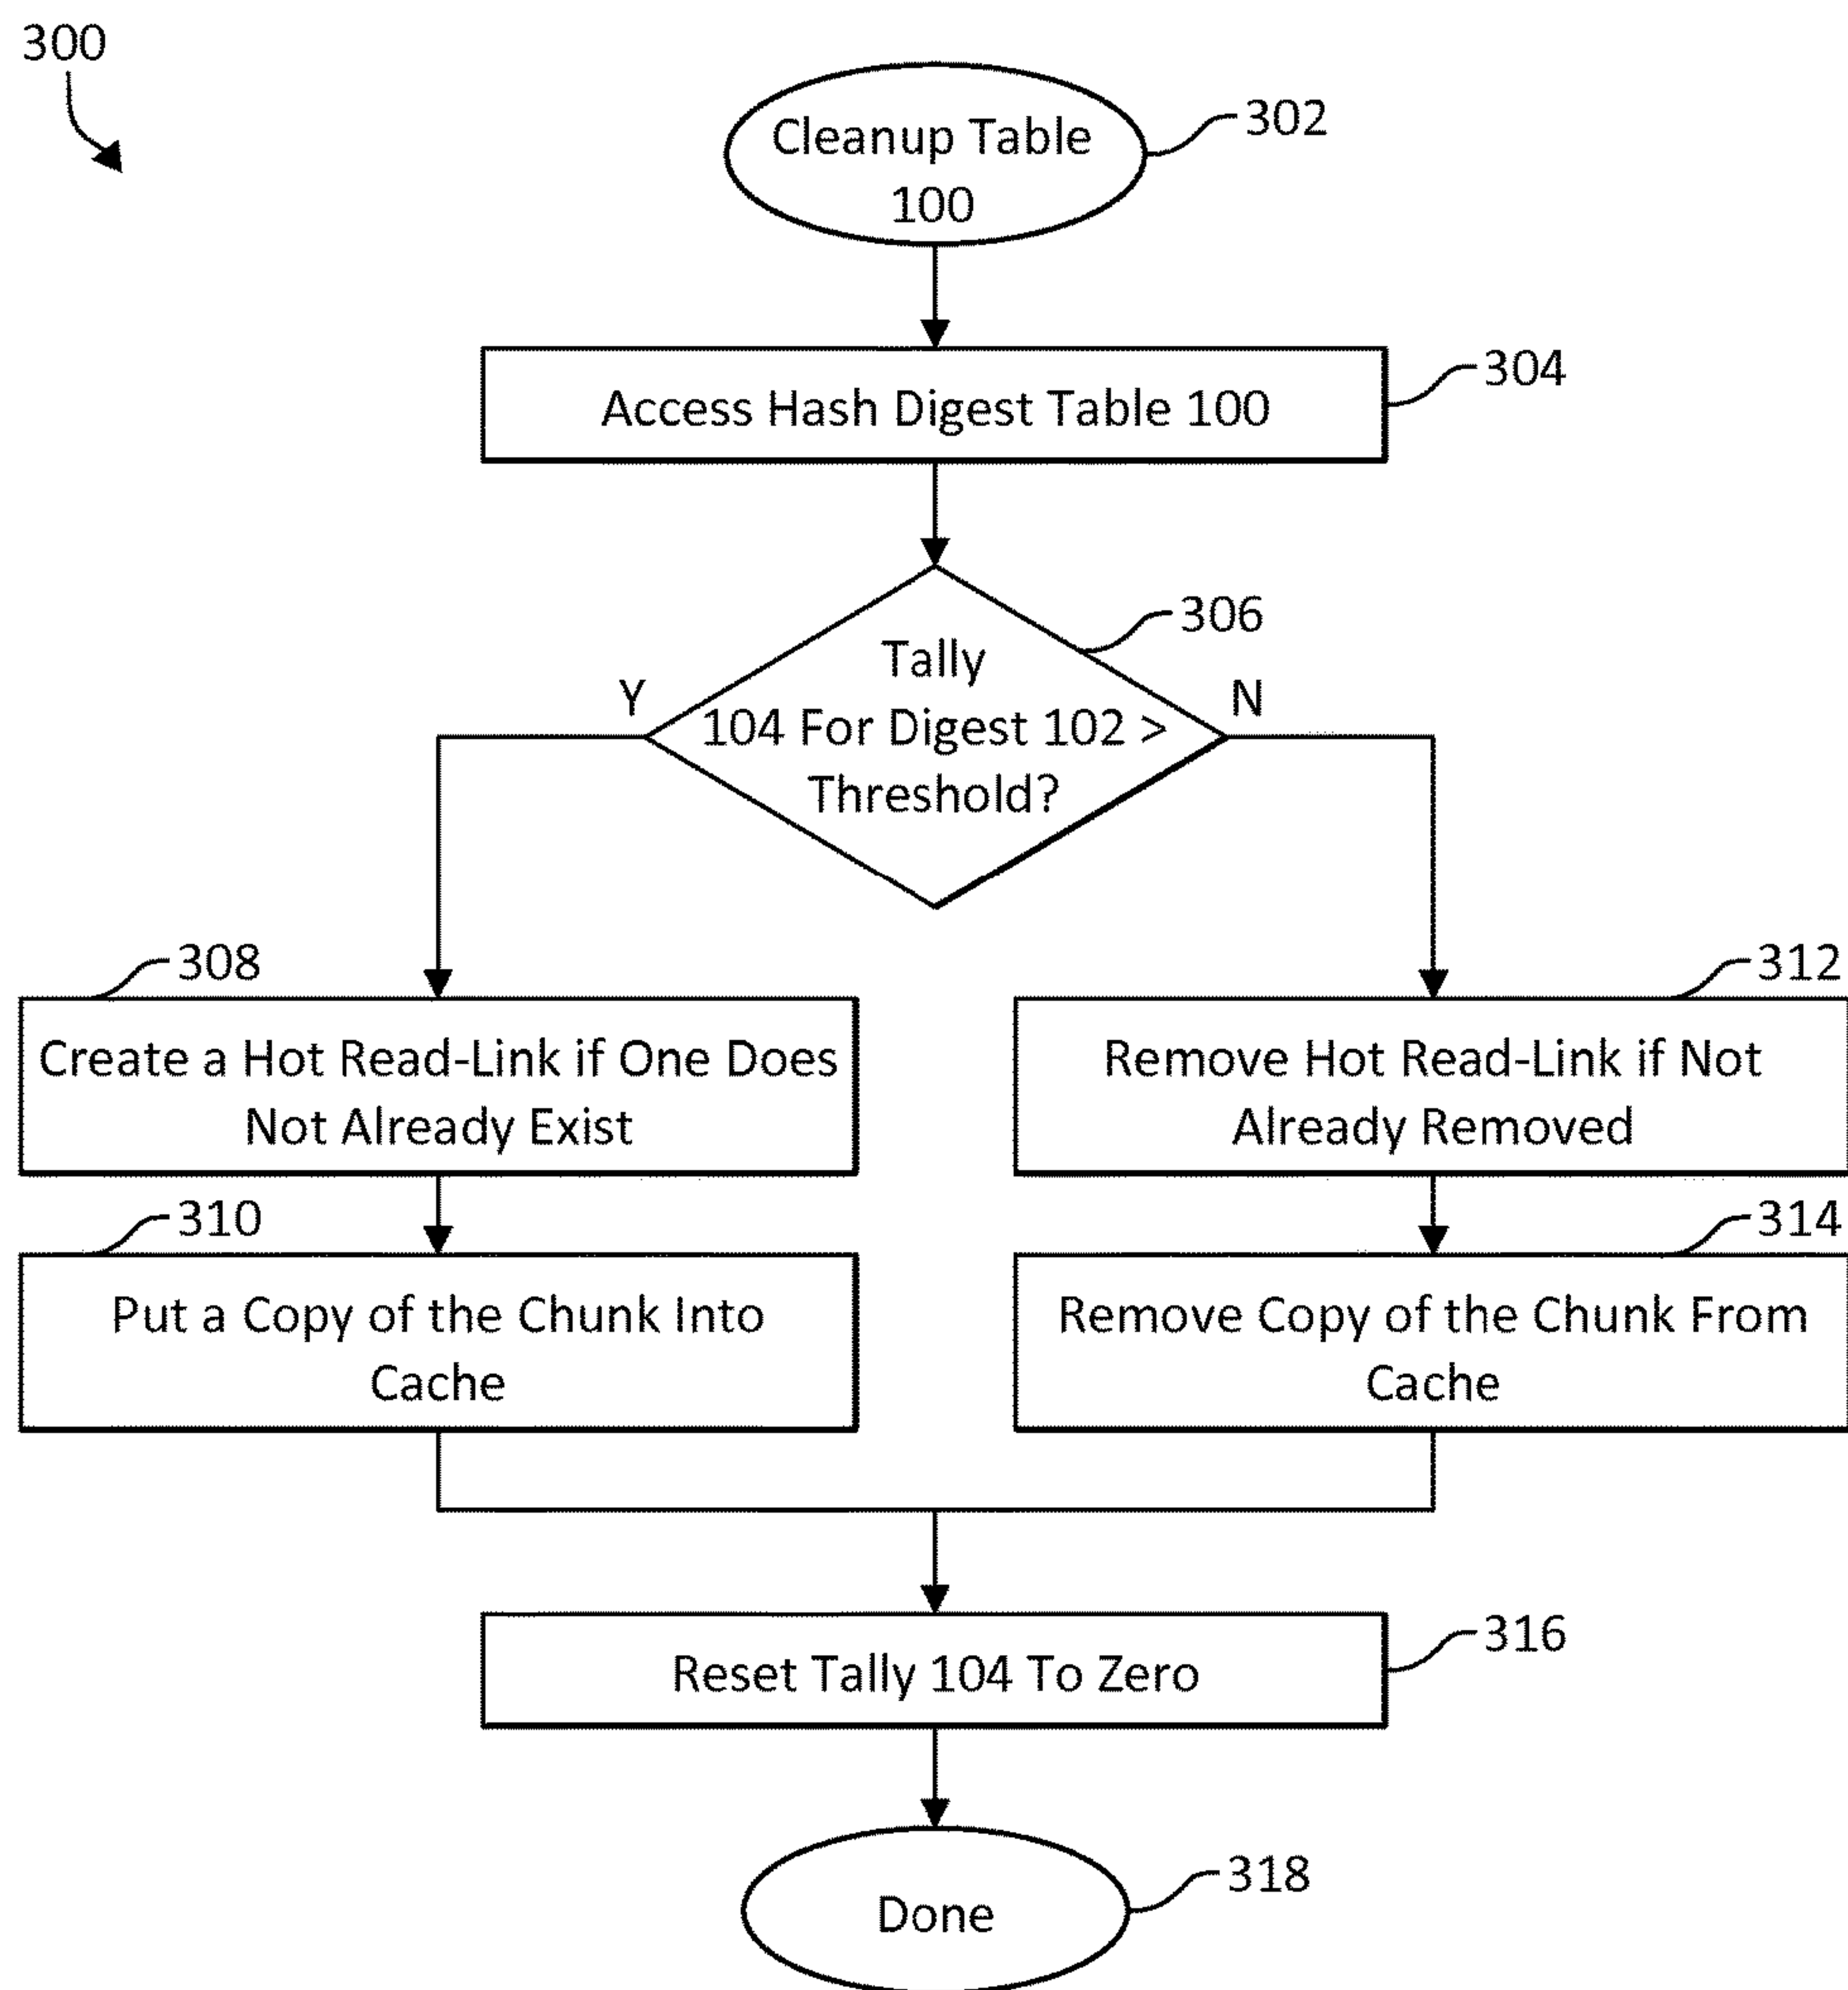 300
Cleanup Table
100
302
Access Hash Digest Table 100
304
306
Tally
104 For Digest 102 >
Threshold?
Y
N
308
Create a Hot Read-Link if One Does
Not Already Exist
312
Remove Hot Read-Link if Not
Already Removed
310
Put a Copy of the Chunk Into
Cache
314
Remove Copy of the Chunk From
Cache
Reset Tally 104 To Zero
316
Done
318